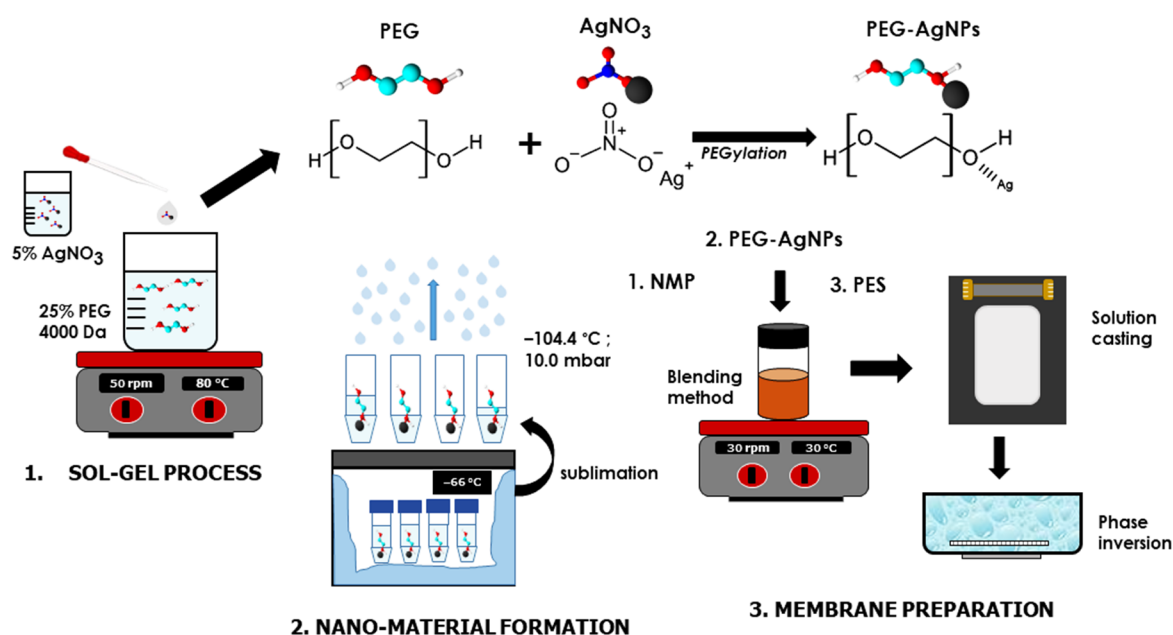 PEG
AgNO₃
PEG-AgNPs
H
O
O
H
+
O
N⁺
O⁻
O⁻
Ag⁺
PEGylation
H
O
O
H
Ag
5% AgNO₃
25% PEG
4000 Da
50 rpm
80 °C
1. SOL-GEL PROCESS
–104.4 °C ;
10.0 mbar
–66 °C
sublimation
2. NANO-MATERIAL FORMATION
2. PEG-AgNPs
1. NMP
3. PES
Blending
method
30 rpm
30 °C
Solution
casting
Phase
inversion
3. MEMBRANE PREPARATION